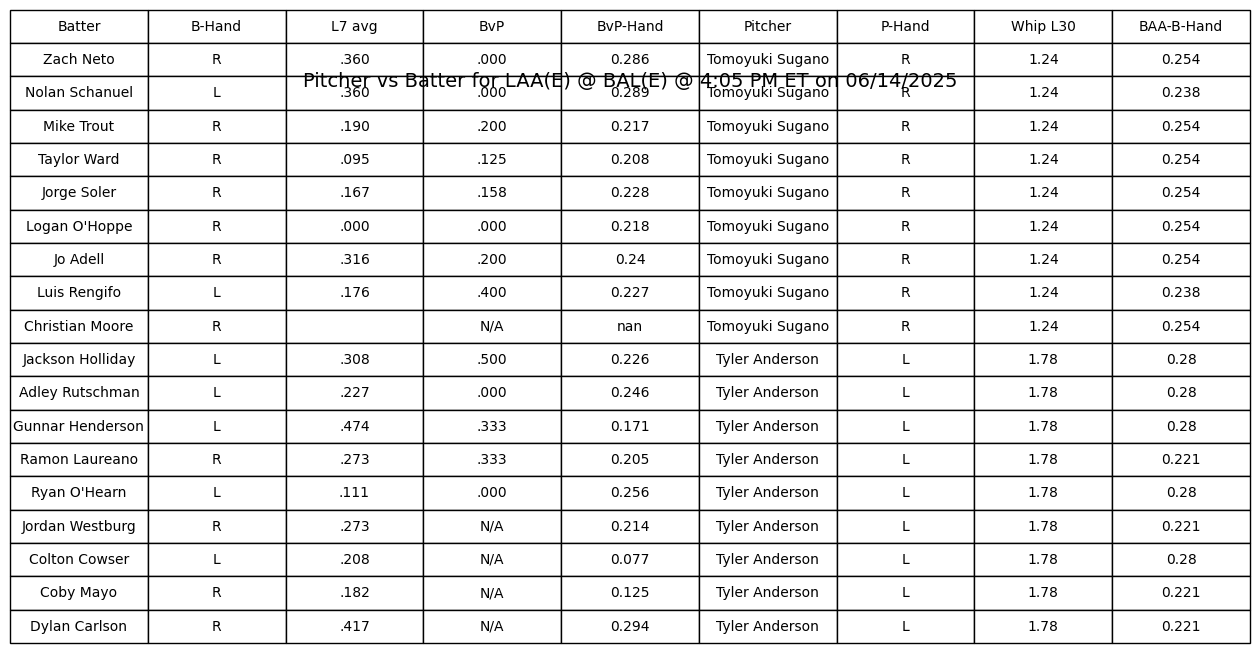 Batter B-Hand L7 avg BvP BvP-Hand Pitcher P-Hand Whip L30 BAA-B-Hand
Zach Neto R .360 .000 0.286 Tomoyuki Sugano R 1.24 0.254
Pitcher vs Batter for LAA(E) @ BAL(E) @ 4:05 PM ET on 06/14/2025
Nolan Schanuel L .360 .000 0.289 Tomoyuki Sugano R 1.24 0.238
Mike Trout R .190 .200 0.217 Tomoyuki Sugano R 1.24 0.254
Taylor Ward R .095 .125 0.208 Tomoyuki Sugano R 1.24 0.254
Jorge Soler R .167 .158 0.228 Tomoyuki Sugano R 1.24 0.254
Logan O'Hoppe R .000 .000 0.218 Tomoyuki Sugano R 1.24 0.254
Jo Adell R .316 .200 0.24 Tomoyuki Sugano R 1.24 0.254
Luis Rengifo L .176 .400 0.227 Tomoyuki Sugano R 1.24 0.238
Christian Moore R N/A nan Tomoyuki Sugano R 1.24 0.254
Jackson Holliday L .308 .500 0.226 Tyler Anderson L 1.78 0.28
Adley Rutschman L .227 .000 0.246 Tyler Anderson L 1.78 0.28
Gunnar Henderson L .474 .333 0.171 Tyler Anderson L 1.78 0.28
Ramon Laureano R .273 .333 0.205 Tyler Anderson L 1.78 0.221
Ryan O'Hearn L .111 .000 0.256 Tyler Anderson L 1.78 0.28
Jordan Westburg R .273 N/A 0.214 Tyler Anderson L 1.78 0.221
Colton Cowser L .208 N/A 0.077 Tyler Anderson L 1.78 0.28
Coby Mayo R .182 N/A 0.125 Tyler Anderson L 1.78 0.221
Dylan Carlson R .417 N/A 0.294 Tyler Anderson L 1.78 0.221